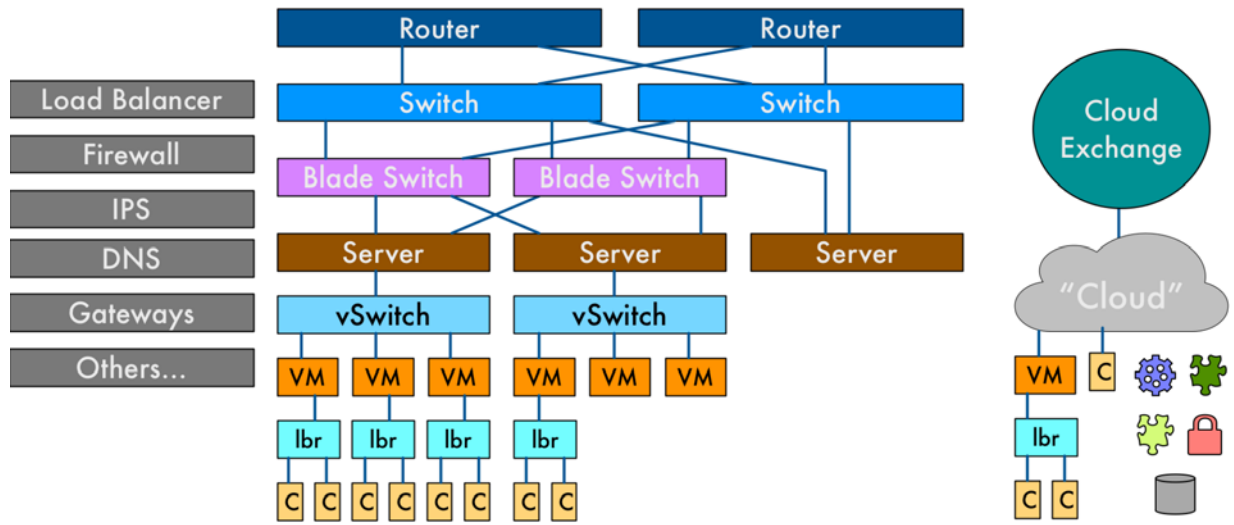 Router
Router
Load Balancer
Switch
Switch
Cloud
Exchange
Firewall
Blade Switch
Blade Switch
IPS
DNS
Server
Server
Server
Gateways
vSwitch
vSwitch
"Cloud"
Others...
VM
VM
VM
VM
VM
VM
VM
C
lbr
lbr
lbr
lbr
lbr
C
C
C
C
C
C
C
C
C
C